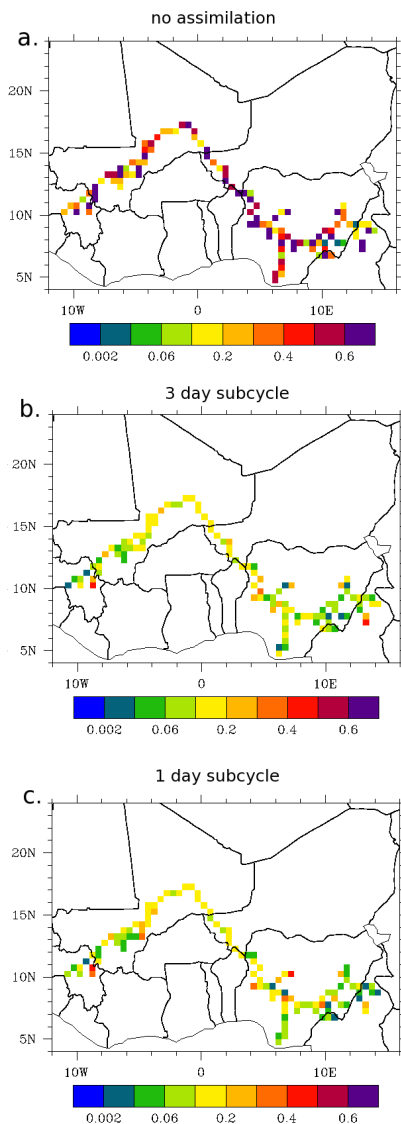 no assimilation
a.
20N
15N
10N
5N
10W 0 10E
0.002 0.06 0.2 0.4 0.6
3 day subcycle
b.
20N
15N
10N
5N
10W 0 10E
0.002 0.06 0.2 0.4 0.6
1 day subcycle
c.
20N
15N
10N
5N
10W 0 10E
0.002 0.06 0.2 0.4 0.6